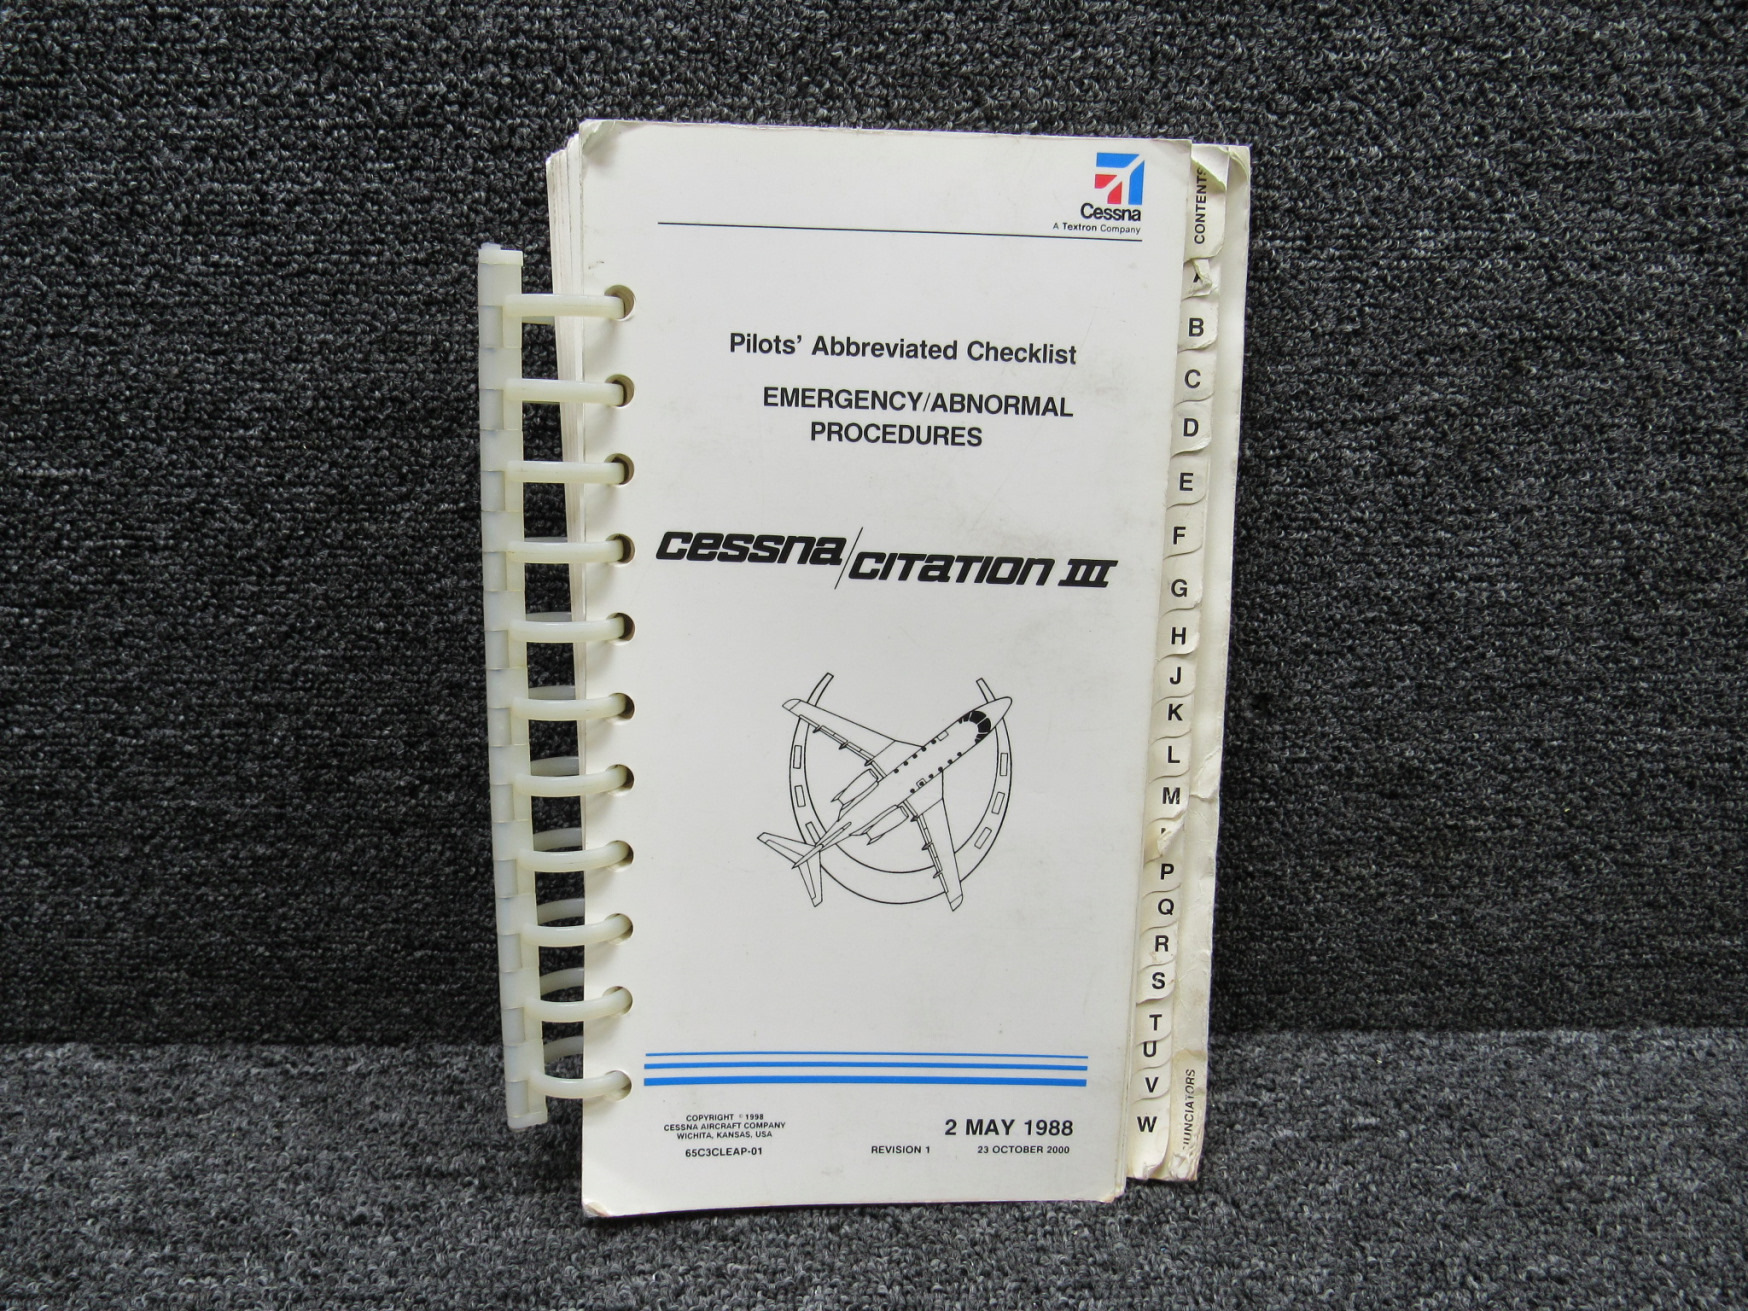 Cessna
A Textron Company
Pilots' Abbreviated Checklist
EMERGENCY/ABNORMAL
PROCEDURES
Cessna/CITATION III
COPYRIGHT © 1998
CESSNA AIRCRAFT COMPANY
WICHITA, KANSAS, USA
65C3CLEAP-01
2 MAY 1988
REVISION 1
23 OCTOBER 2000
CONTENTS
B
C
D
E
F
G
H
J
K
L
M
P
Q
R
S
T
U
V
W